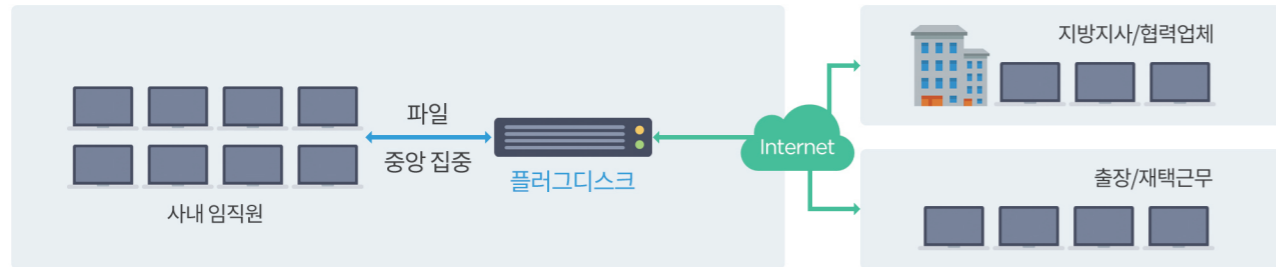 파일
중앙 집중
사내 임직원
플러그디스크
Internet
지방지사/협력업체
출장/재택근무